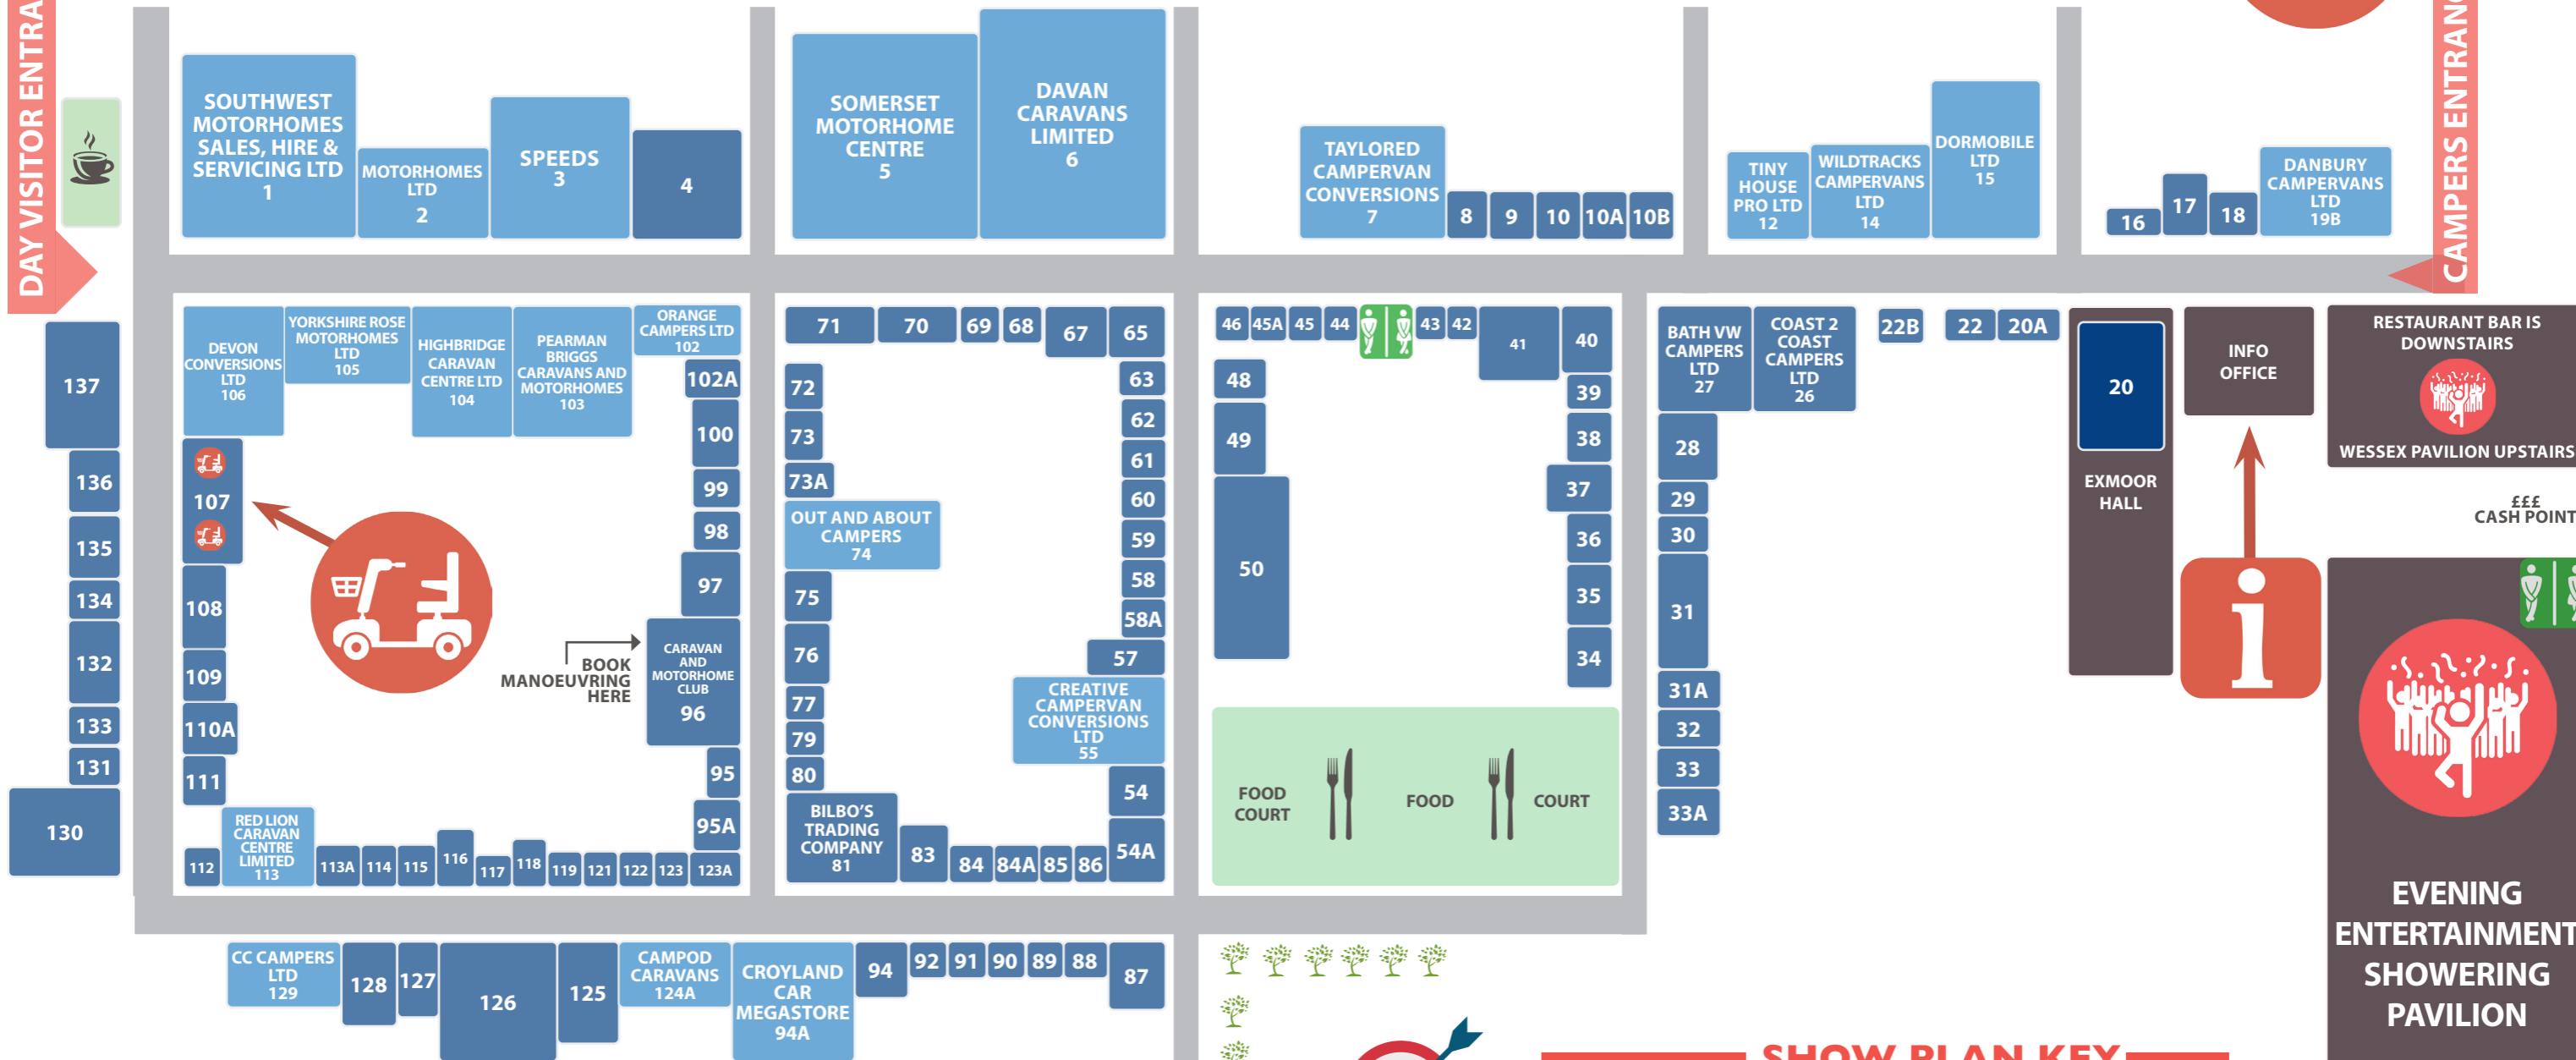 DAY VISITOR ENTRA
SOUTHWEST
MOTORHOMES
SALES, HIRE &
SERVICING LTD
1
MOTORHOMES
LTD
2
SPEEDS
3
4
SOMERSET
MOTORHOME
CENTRE
5
DAVAN
CARAVANS
LIMITED
6
TAYLORED
CAMPERVAN
CONVERSIONS
7
8
9
10
10A
10B
TINY
HOUSE
PRO LTD
12
WILDTRACKS
CAMPERVANS
LTD
14
DORMOBILE
LTD
15
16
17
18
DANBURY
CAMPERVANS
LTD
19B
CAMPERS ENTRANC
137
136
135
134
132
133
131
130
DEVON
CONVERSIONS
LTD
106
YORKSHIRE ROSE
MOTORHOMES
LTD
105
HIGHBRIDGE
CARAVAN
CENTRE LTD
104
PEARMAN
BRIGGS
CARAVANS AND
MOTORHOMES
103
ORANGE
CAMPERS LTD
102
102A
100
99
98
97
107
108
109
110A
111
BOOK
MANOEUVRING
HERE
CARAVAN
AND
MOTORHOME
CLUB
96
95
95A
112
RED LION
CARAVAN
CENTRE
LIMITED
113
113A
114
115
116
117
118
119
121
122
123
123A
71
70
69
68
67
65
72
73
73A
OUT AND ABOUT
CAMPERS
74
75
76
77
79
80
BILBO'S
TRADING
COMPANY
81
83
84
84A
85
86
63
62
61
60
59
58
58A
57
CREATIVE
CAMPERVAN
CONVERSIONS
LTD
55
54
54A
46
45A
45
44
43
42
41
40
48
49
50
39
38
37
36
35
34
FOOD
COURT
FOOD
COURT
BATH VW
CAMPERS
LTD
27
COAST 2
COAST
CAMPERS
LTD
26
22B
22
20A
28
29
30
31
31A
32
33
33A
20
EXMOOR
HALL
INFO
OFFICE
i
RESTAURANT BAR IS
DOWNSTAIRS
WESSEX PAVILION UPSTAIRS
£££
CASH POINT
EVENING
ENTERTAINMENT
SHOWERING
PAVILION
CC CAMPERS
LTD
129
128
127
126
125
CAMPOD
CARAVANS
124A
CROYLAND
CAR
MEGASTORE
94A
94
92
91
90
89
88
87
SHOW PLAN KEY